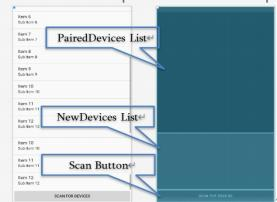 Item 6
Sub Item 6
Item 7
Sub Item 7
Item 8
Sub Item 8
Item 9
Sub Item 9
Item 10
Sub Item 10
Item 11
Sub Item 11
Item 12
Sub Item 12
Item 10
Sub Item 10
Item 11
Sub Item 11
Item 12
Sub Item 12
SCAN FOR DEVICES
PairedDevices List
NewDevices List
Scan Button
SCAN FOR DEVICES